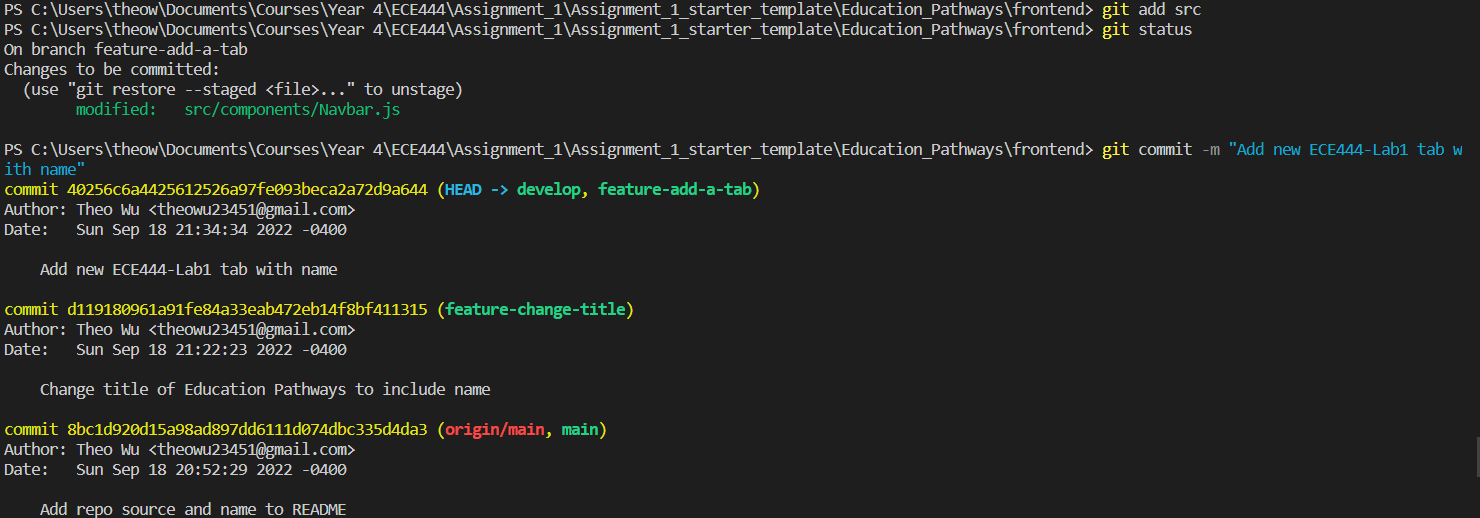 PS C:\Users\theow\Documents\Courses\Year 4\ECE444\Assignment_1\Assignment_1_starter_template\Education_Pathways\frontend> git add src
PS C:\Users\theow\Documents\Courses\Year 4\ECE444\Assignment_1\Assignment_1_starter_template\Education_Pathways\frontend> git status
On branch feature-add-a-tab
Changes to be committed:
  (use "git restore --staged <file>..." to unstage)
        modified:   src/components/Navbar.js
PS C:\Users\theow\Documents\Courses\Year 4\ECE444\Assignment_1\Assignment_1_starter_template\Education_Pathways\frontend> git commit -m "Add new ECE444-Lab1 tab w
ith name"
commit 40256c6a4425612526a97fe093beca2a72d9a644 (HEAD -> develop, feature-add-a-tab)
Author: Theo Wu <theowu23451@gmail.com>
Date:   Sun Sep 18 21:34:34 2022 -0400
    Add new ECE444-Lab1 tab with name
commit d119180961a91fe84a33eab472eb14f8bf411315 (feature-change-title)
Author: Theo Wu <theowu23451@gmail.com>
Date:   Sun Sep 18 21:22:23 2022 -0400
    Change title of Education Pathways to include name
commit 8bc1d920d15a98ad897dd6111d074dbc335d4da3 (origin/main, main)
Author: Theo Wu <theowu23451@gmail.com>
Date:   Sun Sep 18 20:52:29 2022 -0400
    Add repo source and name to README